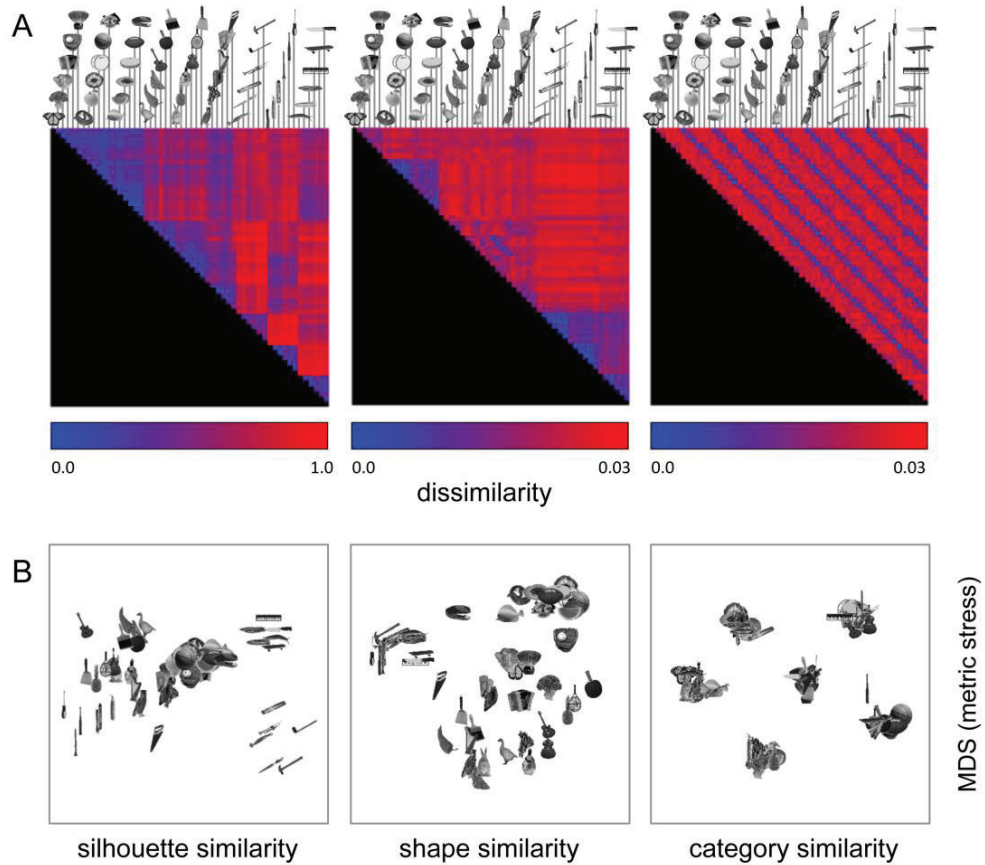 A
0.0
1.0
0.0
0.03
0.0
0.03
dissimilarity
B
MDS (metric stress)
silhouette similarity
shape similarity
category similarity